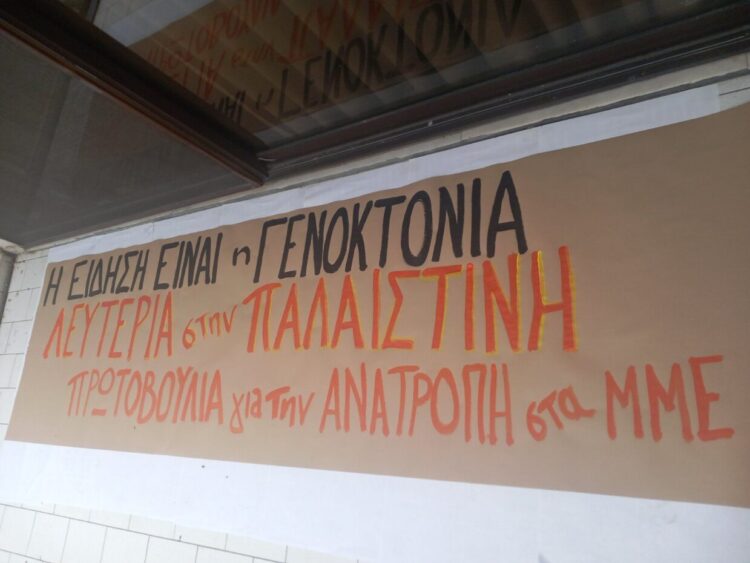 Η ΕΙΔΗΣΗ ΕΙΝΑΙ η ΓΕΝΟΚΤΟΝΙΑ
ΛΕΥΤΕΡΙΑ στην ΠΑΛΑΙΣΤΙΝΗ
ΠΡΩΤΟΒΟΥΛΙΑ για την ΑΝΑΤΡΟΠΗ στα ΜΜΕ